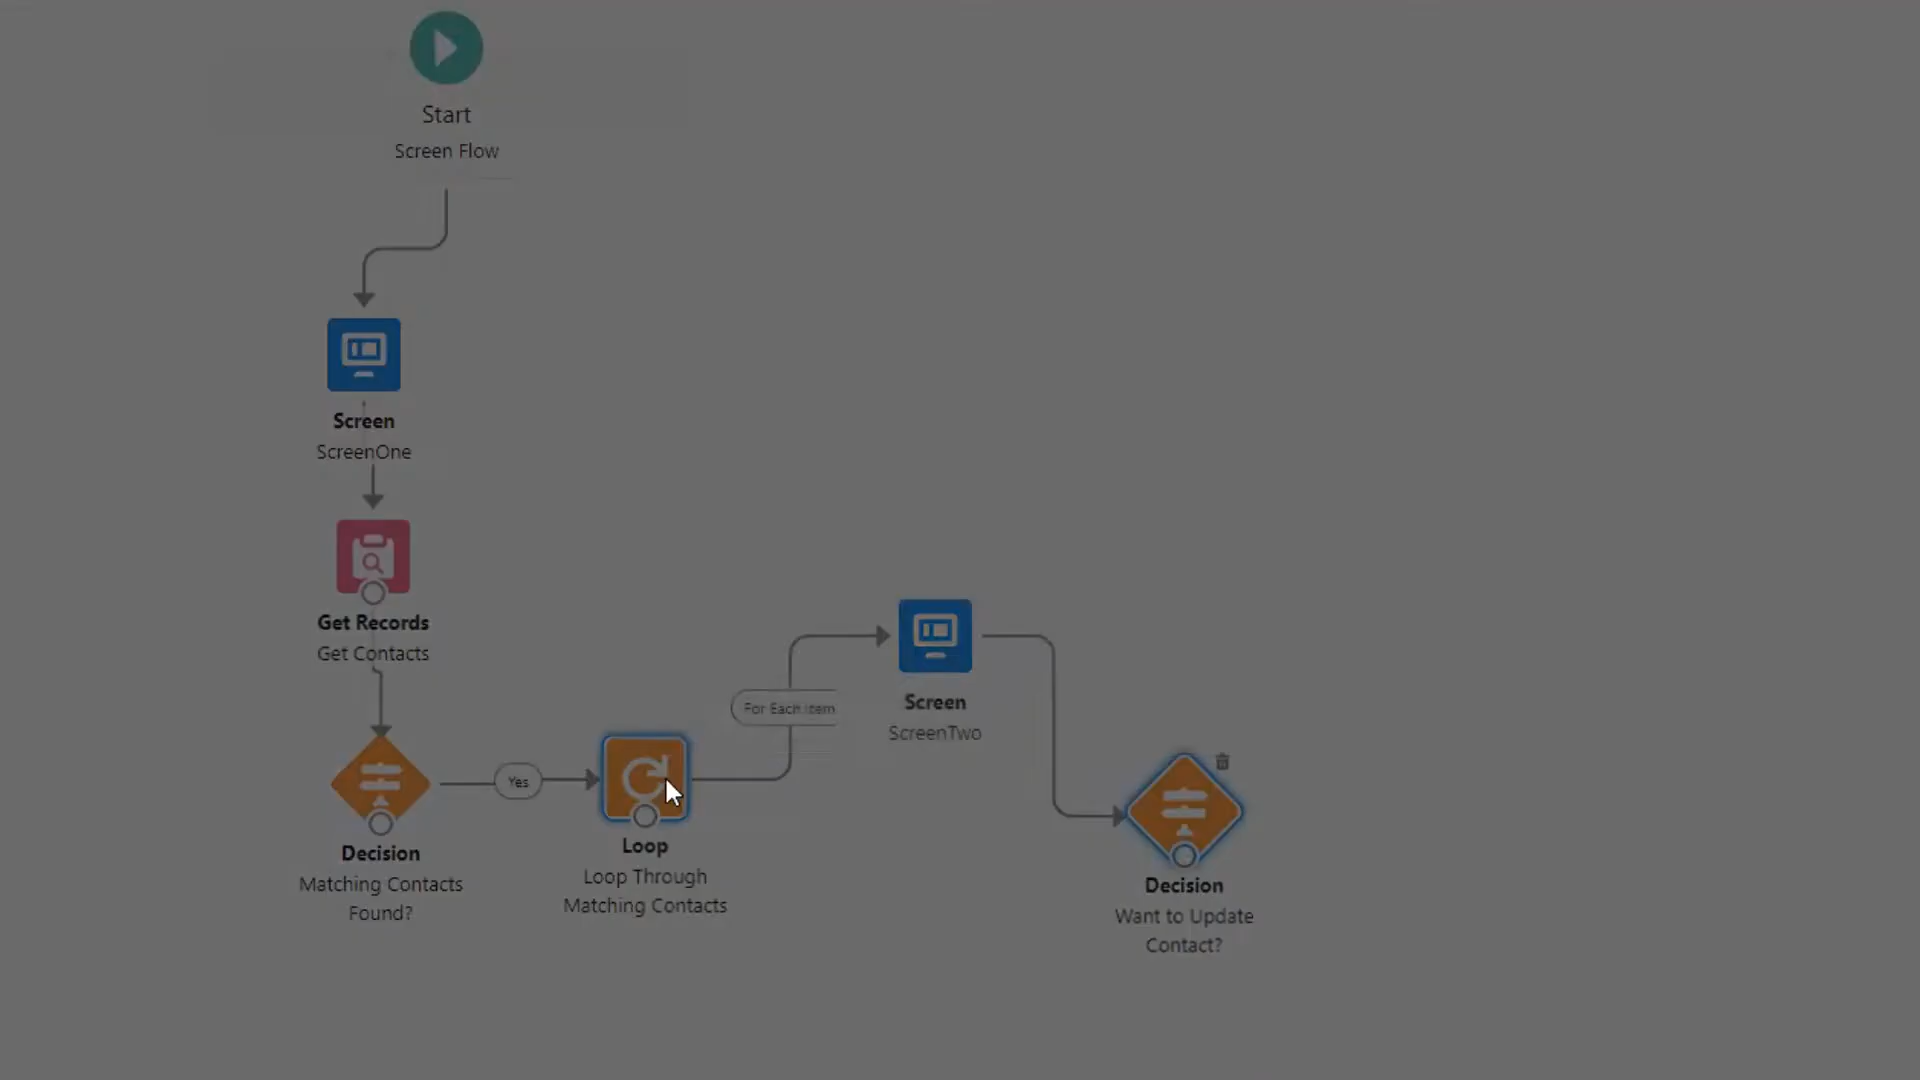 Start
Screen Flow
Screen
ScreenOne
Get Records
Get Contacts
For Each Item
Screen
ScreenTwo
Yes
Decision
Matching Contacts
Found?
Loop
Loop Through
Matching Contacts
Decision
Want to Update
Contact?